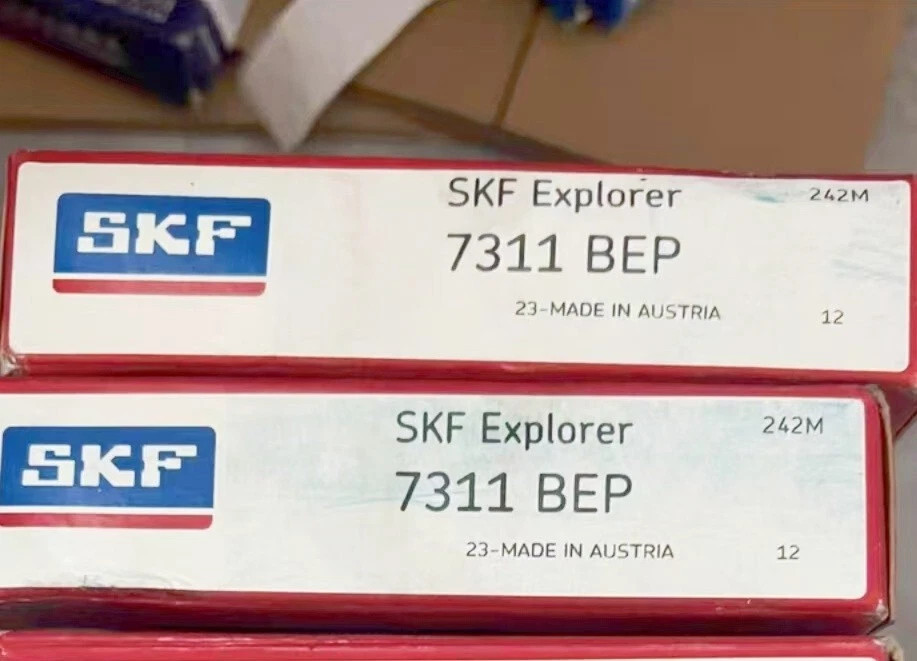 SKF
SKF Explorer
242M
7311 BEP
23-MADE IN AUSTRIA
12
SKF
SKF Explorer
242M
7311 BEP
23-MADE IN AUSTRIA
12